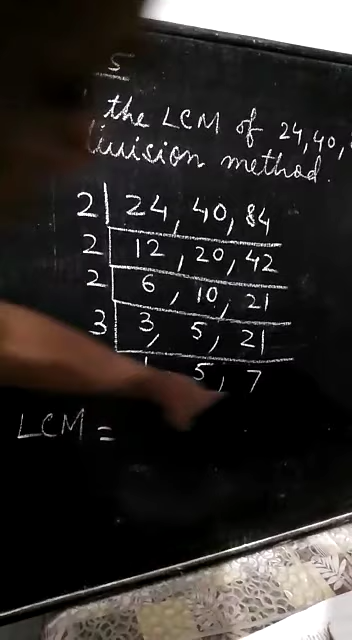 5
the LCM of 24, 40,
division method.
2 | 24, 40, 84
2 | 12, 20, 42
2 | 6, 10, 21
3 | 3, 5, 21
5, 7
LCM =